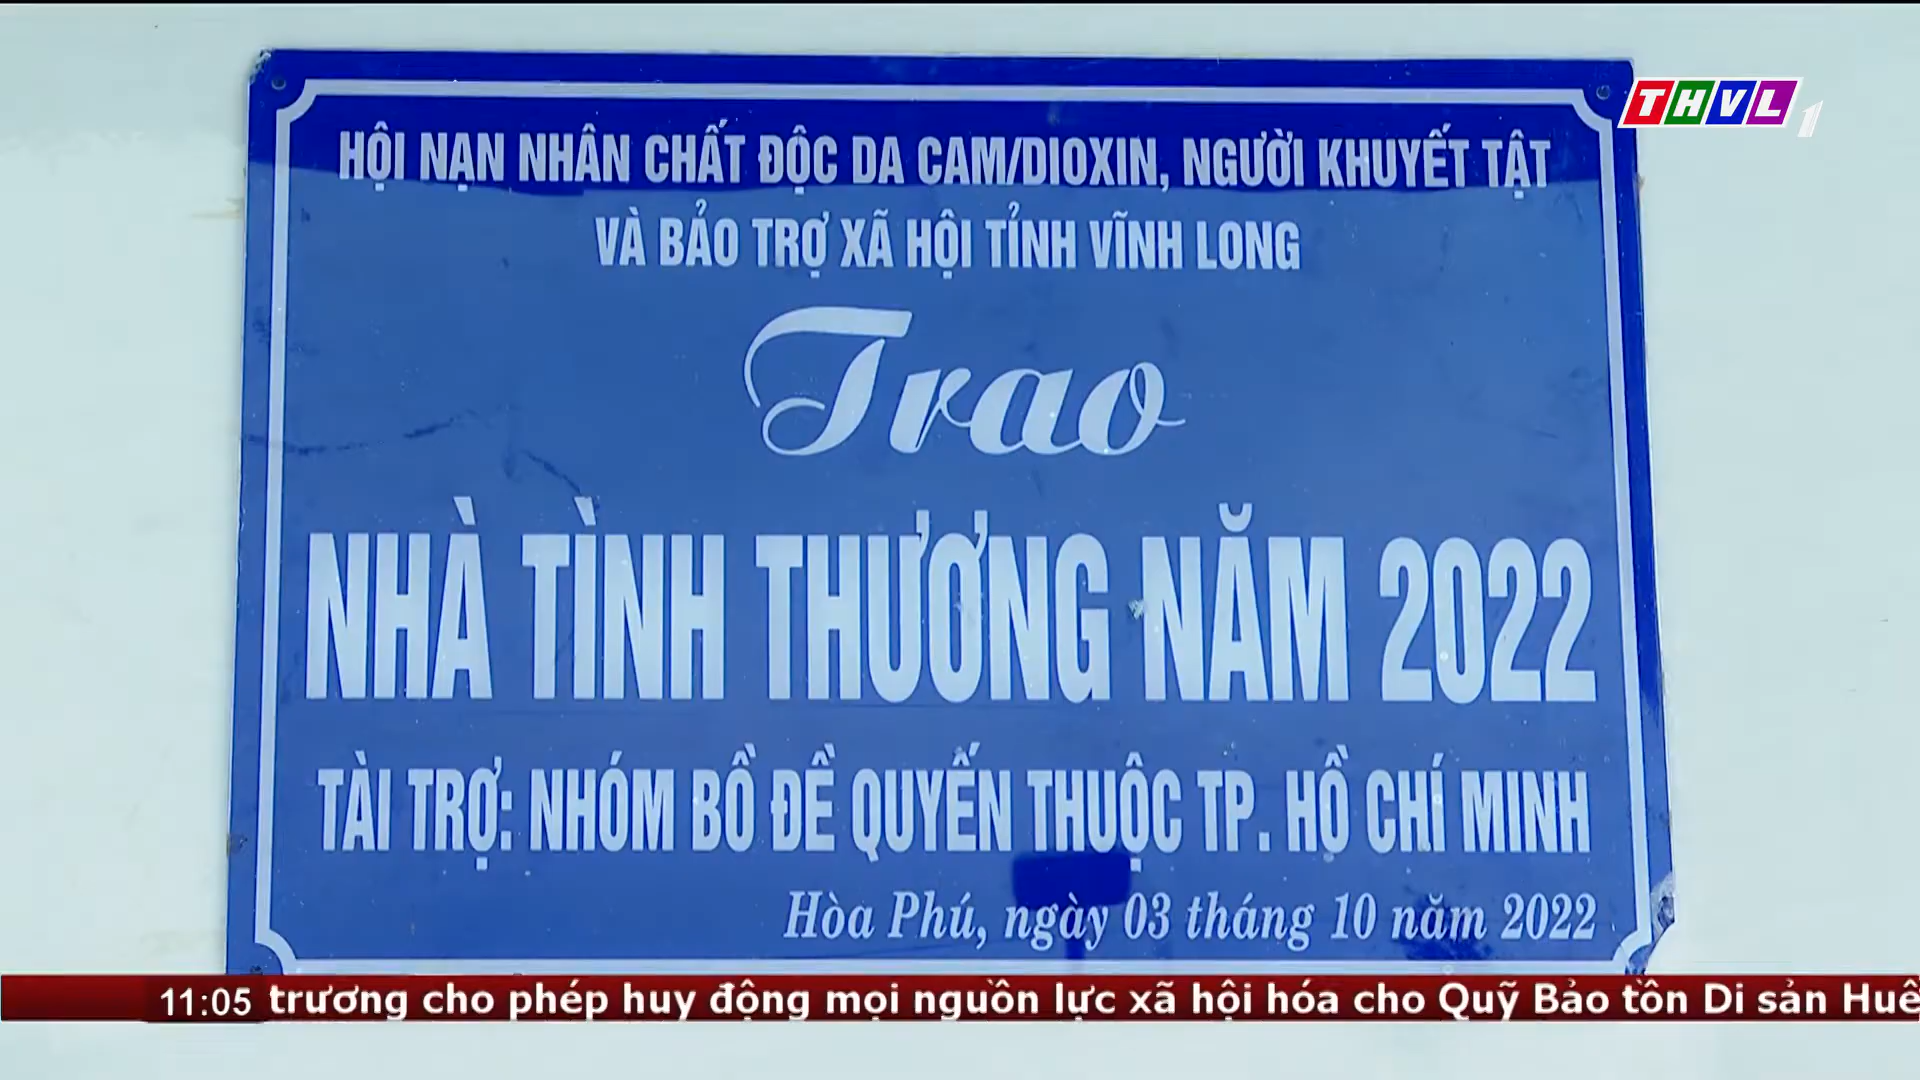 THVL 1
HỘI NẠN NHÂN CHẤT ĐỘC DA CAM/DIOXIN, NGƯỜI KHUYẾT TẬT
VÀ BẢO TRỢ XÃ HỘI TỈNH VĨNH LONG
Trao
NHÀ TÌNH THƯƠNG NĂM 2022
TÀI TRỢ: NHÓM BỒ ĐỀ QUYẾN THUỘC TP. HỒ CHÍ MINH
Hòa Phú, ngày 03 tháng 10 năm 2022
11:05 trương cho phép huy động mọi nguồn lực xã hội hóa cho Quỹ Bảo tồn Di sản Huê